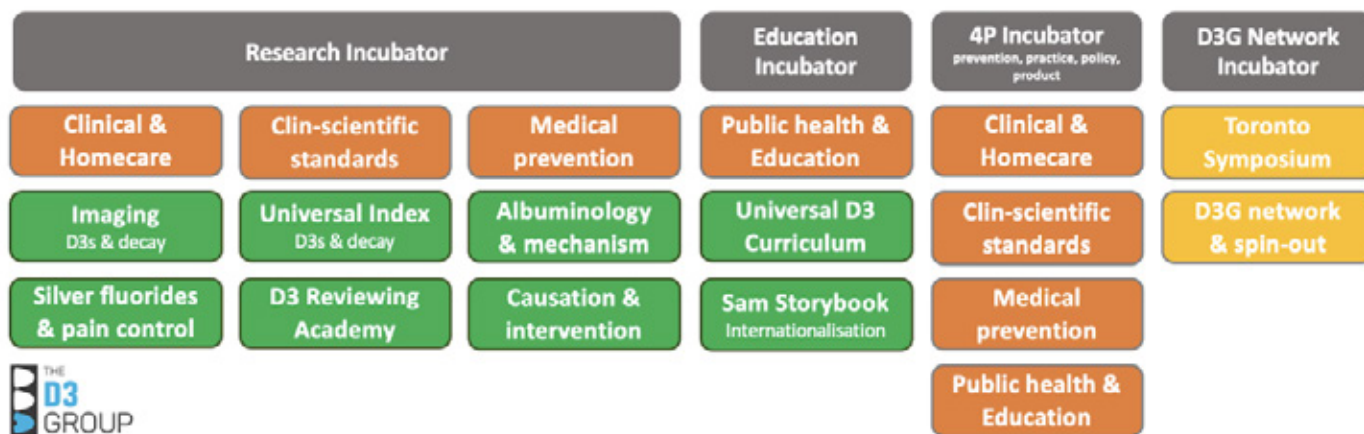 Research Incubator
Education
Incubator
4P Incubator
prevention, practice, policy,
product
D3G Network
Incubator
Clinical &
Homecare
Clin-scientific
standards
Medical
prevention
Public health &
Education
Clinical &
Homecare
Toronto
Symposium
Imaging
D3s & decay
Universal Index
D3s & decay
Albuminology
& mechanism
Universal D3
Curriculum
Clin-scientific
standards
D3G network
& spin-out
Silver fluorides
& pain control
D3 Reviewing
Academy
Causation &
intervention
Sam Storybook
Internationalisation
Medical
prevention
Public health &
Education
THE
D3
GROUP